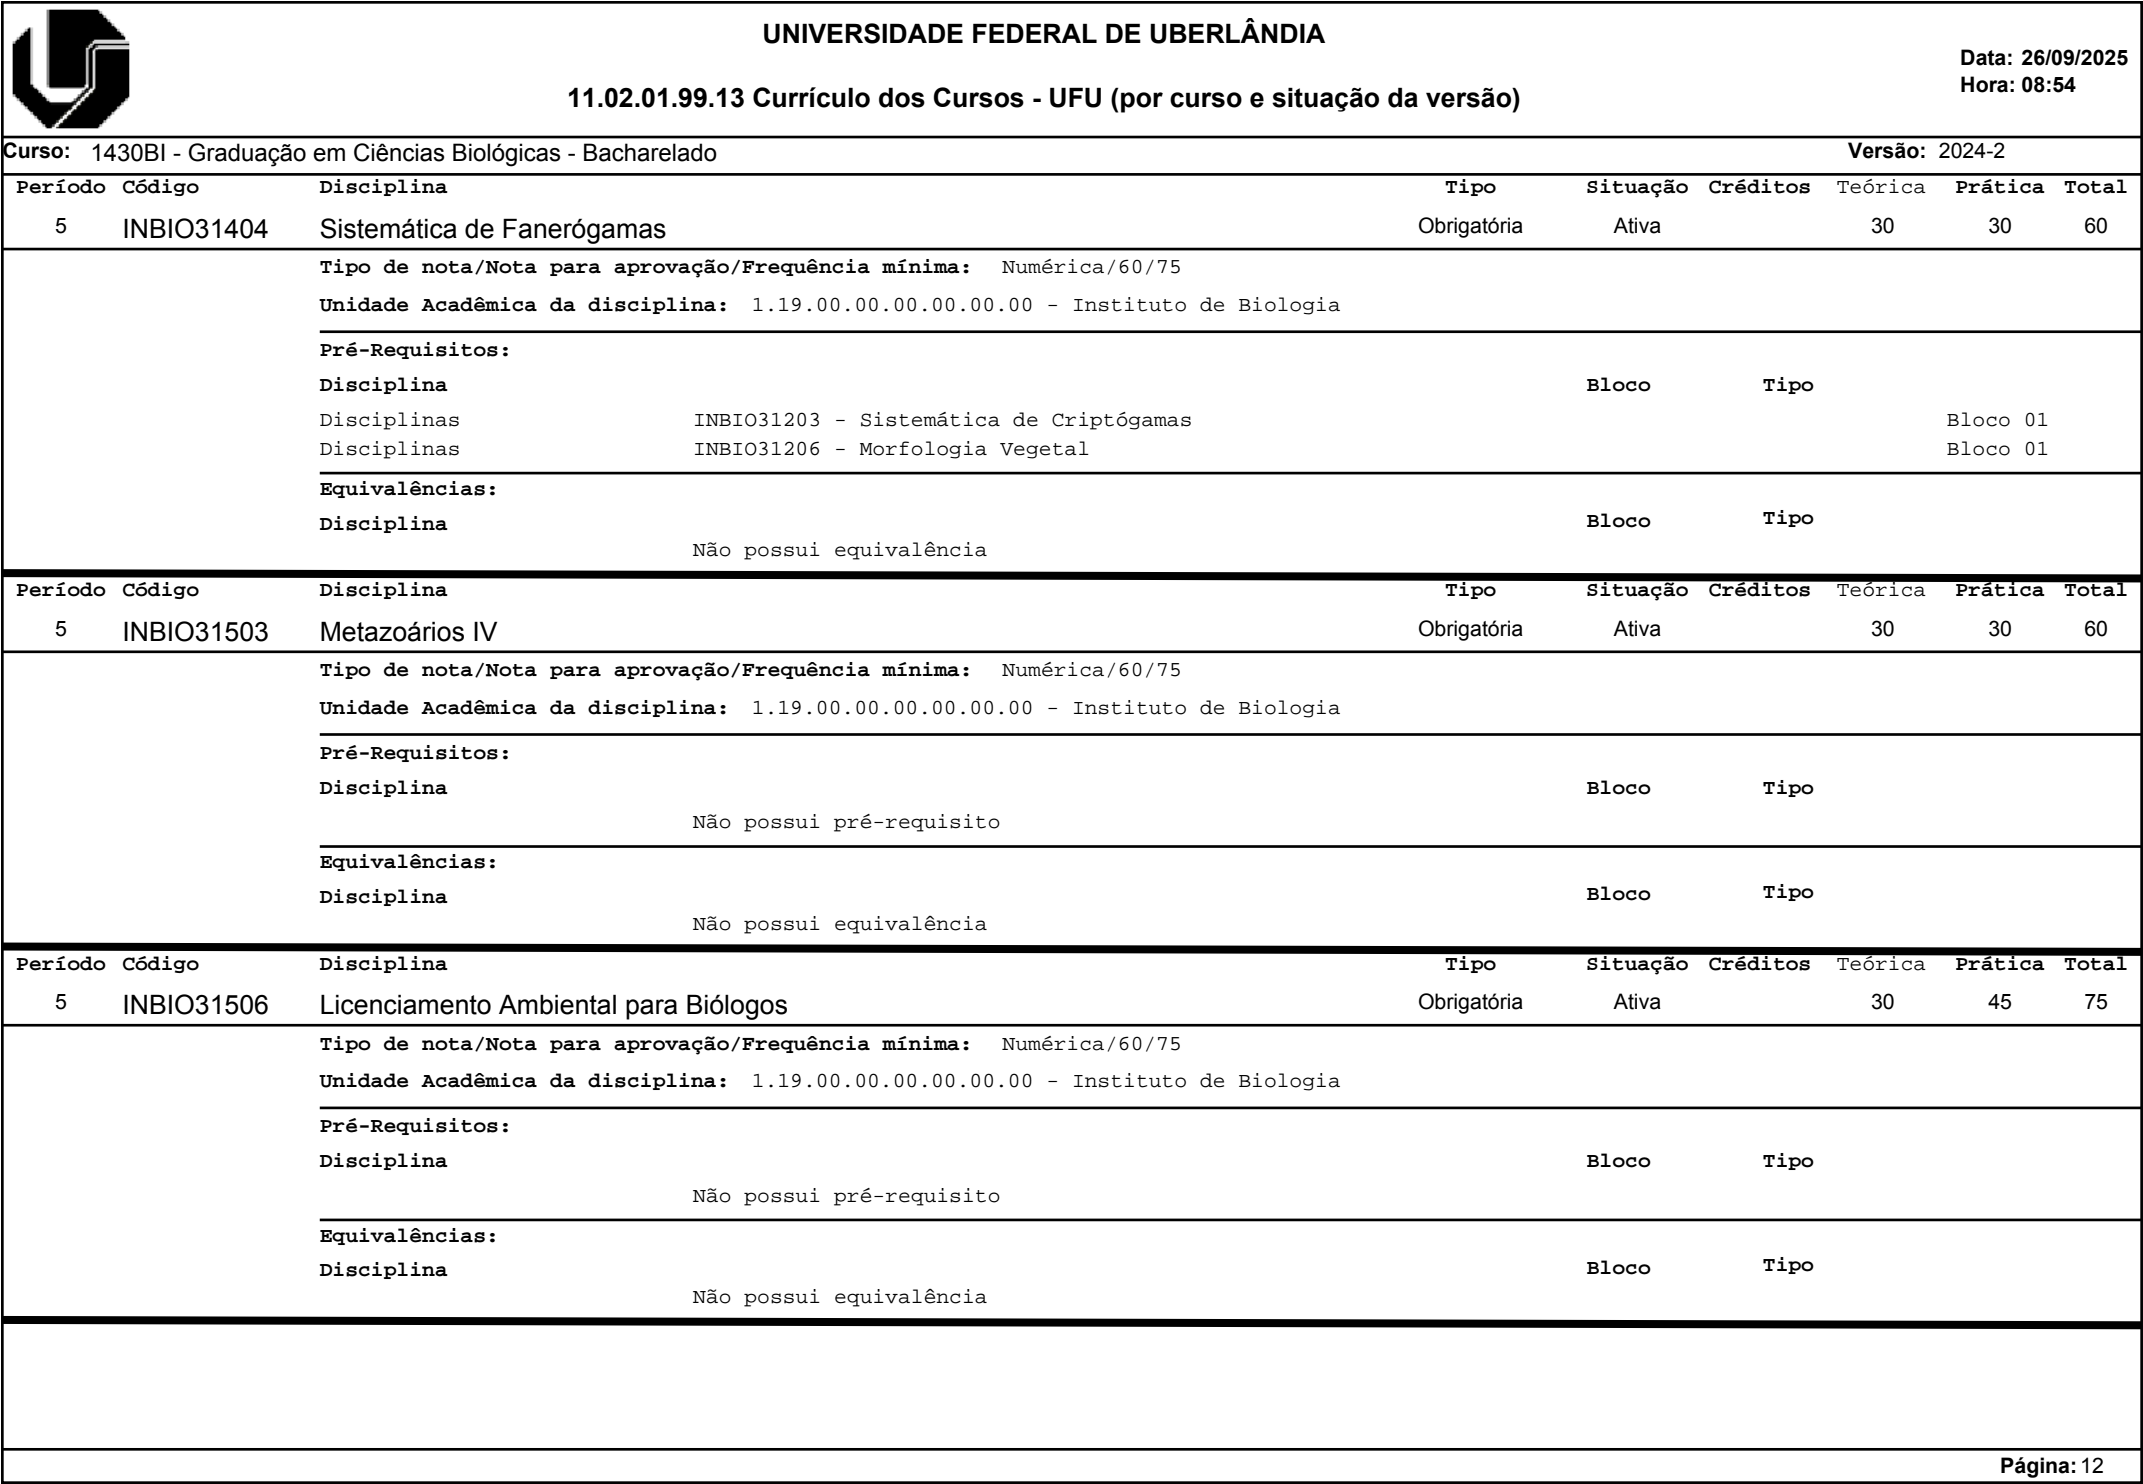 UNIVERSIDADE FEDERAL DE UBERLÂNDIA
Data: 26/09/2025
Hora: 08:54
11.02.01.99.13 Currículo dos Cursos - UFU (por curso e situação da versão)
Curso: 1430BI - Graduação em Ciências Biológicas - Bacharelado Versão: 2024-2
Período Código Disciplina Tipo Situação Créditos Teórica Prática Total
5 INBIO31404 Sistemática de Fanerógamas Obrigatória Ativa 30 30 60
Tipo de nota/Nota para aprovação/Frequência mínima: Numérica/60/75
Unidade Acadêmica da disciplina: 1.19.00.00.00.00.00.00 - Instituto de Biologia
Pré-Requisitos:
Disciplina Bloco Tipo
Disciplinas INBIO31203 - Sistemática de Criptógamas Bloco 01
Disciplinas INBIO31206 - Morfologia Vegetal Bloco 01
Equivalências:
Disciplina Bloco Tipo
Não possui equivalência
Período Código Disciplina Tipo Situação Créditos Teórica Prática Total
5 INBIO31503 Metazoários IV Obrigatória Ativa 30 30 60
Tipo de nota/Nota para aprovação/Frequência mínima: Numérica/60/75
Unidade Acadêmica da disciplina: 1.19.00.00.00.00.00.00 - Instituto de Biologia
Pré-Requisitos:
Disciplina Bloco Tipo
Não possui pré-requisito
Equivalências:
Disciplina Bloco Tipo
Não possui equivalência
Período Código Disciplina Tipo Situação Créditos Teórica Prática Total
5 INBIO31506 Licenciamento Ambiental para Biólogos Obrigatória Ativa 30 45 75
Tipo de nota/Nota para aprovação/Frequência mínima: Numérica/60/75
Unidade Acadêmica da disciplina: 1.19.00.00.00.00.00.00 - Instituto de Biologia
Pré-Requisitos:
Disciplina Bloco Tipo
Não possui pré-requisito
Equivalências:
Disciplina Bloco Tipo
Não possui equivalência
Página: 12